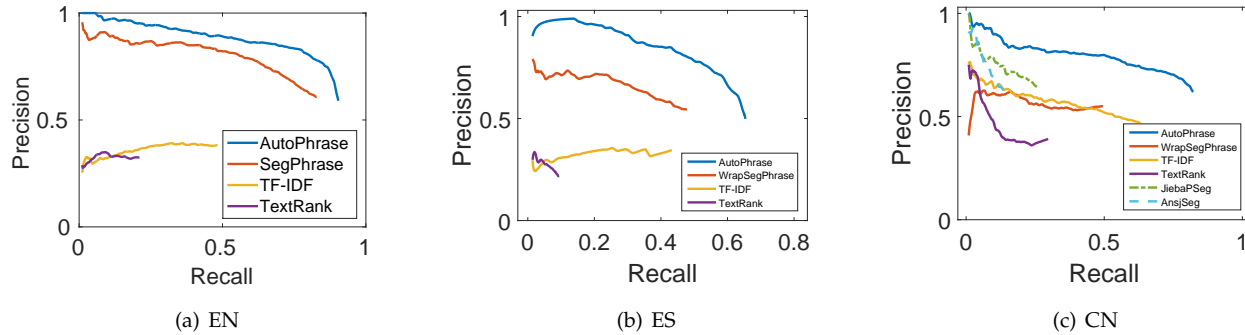 Precision
1
0.5
0
0
0.5
1
Recall
AutoPhrase
SegPhrase
TF-IDF
TextRank
(a) EN
Precision
1
0.5
0
0
0.2
0.4
0.6
0.8
Recall
AutoPhrase
WrapSegPhrase
TF-IDF
TextRank
(b) ES
Precision
1
0.5
0
0
0.5
1
Recall
AutoPhrase
WrapSegPhrase
TF-IDF
TextRank
JiebaPSeg
AnsjSeg
(c) CN